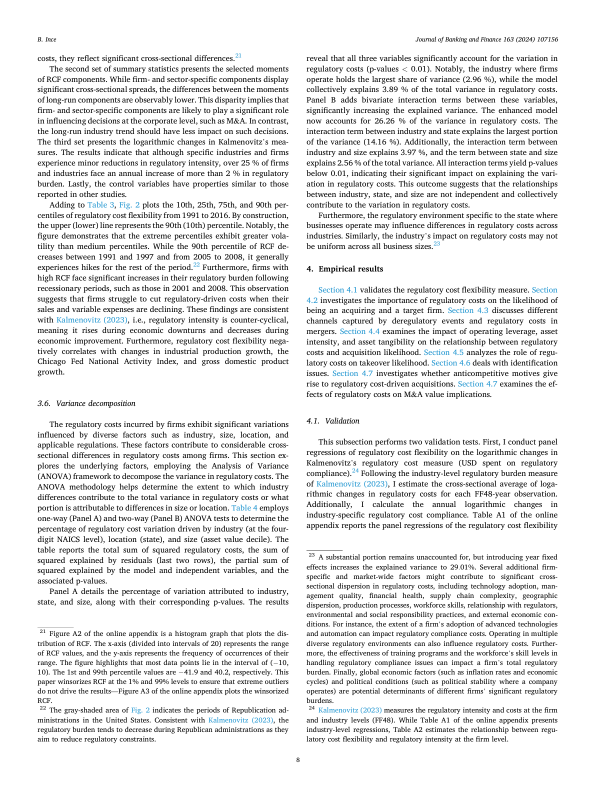 B. Ince
Journal of Banking and Finance 163 (2024) 107156
costs, they reflect significant cross-sectional differences.21
The second set of summary statistics presents the selected moments
of RCF components. While firm- and sector-specific components display
significant cross-sectional spreads, the differences between the moments
of long-run components are observably lower. This disparity implies that
firm- and sector-specific components are likely to play a significant role
in influencing decisions at the corporate level, such as M&A. In contrast,
the long-run industry trend should have less impact on such decisions.
The third set presents the logarithmic changes in Kalmenovitz's mea-
sures. The results indicate that although specific industries and firms
experience minor reductions in regulatory intensity, over 25 % of firms
and industries face an annual increase of more than 2 % in regulatory
burden. Lastly, the control variables have properties similar to those
reported in other studies.
Adding to Table 3, Fig. 2 plots the 10th, 25th, 75th, and 90th per-
centiles of regulatory cost flexibility from 1991 to 2016. By construction,
the upper (lower) line represents the 90th (10th) percentile. Notably, the
figure demonstrates that the extreme percentiles exhibit greater vola-
tility than medium percentiles. While the 90th percentile of RCF de-
creases between 1991 and 1997 and from 2005 to 2008, it generally
experiences hikes for the rest of the period.22 Furthermore, firms with
high RCF face significant increases in their regulatory burden following
recessionary periods, such as those in 2001 and 2008. This observation
suggests that firms struggle to cut regulatory-driven costs when their
sales and variable expenses are declining. These findings are consistent
with Kalmenovitz (2023), i.e., regulatory intensity is counter-cyclical,
meaning it rises during economic downturns and decreases during
economic improvement. Furthermore, regulatory cost flexibility nega-
tively correlates with changes in industrial production growth, the
Chicago Fed National Activity Index, and gross domestic product
growth.
3.6. Variance decomposition
The regulatory costs incurred by firms exhibit significant variations
influenced by diverse factors such as industry, size, location, and
applicable regulations. These factors contribute to considerable cross-
sectional differences in regulatory costs among firms. This section ex-
plores the underlying factors, employing the Analysis of Variance
(ANOVA) framework to decompose the variance in regulatory costs. The
ANOVA methodology helps determine the extent to which industry
differences contribute to the total variance in regulatory costs or what
portion is attributable to differences in size or location. Table 4 employs
one-way (Panel A) and two-way (Panel B) ANOVA tests to determine the
percentage of regulatory cost variation driven by industry (at the four-
digit NAICS level), location (state), and size (asset value decile). The
table reports the total sum of squared regulatory costs, the sum of
squared explained by residuals (last two rows), the partial sum of
squared explained by the model and independent variables, and the
associated p-values.
Panel A details the percentage of variation attributed to industry,
state, and size, along with their corresponding p-values. The results
21 Figure A2 of the online appendix is a histogram graph that plots the dis-
tribution of RCF. The x-axis (divided into intervals of 20) represents the range
of RCF values, and the y-axis represents the frequency of occurrences of their
range. The figure highlights that most data points lie in the interval of (−10,
10). The 1st and 99th percentile values are −41.9 and 40.2, respectively. This
paper winsorizes RCF at the 1% and 99% levels to ensure that extreme outliers
do not drive the results—Figure A3 of the online appendix plots the winsorized
RCF.
22 The gray-shaded area of Fig. 2 indicates the periods of Republication ad-
ministrations in the United States. Consistent with Kalmenovitz (2023), the
regulatory burden tends to decrease during Republican administrations as they
aim to reduce regulatory constraints.
reveal that all three variables significantly account for the variation in
regulatory costs (p-values < 0.01). Notably, the industry where firms
operate holds the largest share of variance (2.96 %), while the model
collectively explains 3.89 % of the total variance in regulatory costs.
Panel B adds bivariate interaction terms between these variables,
significantly increasing the explained variance. The enhanced model
now accounts for 26.26 % of the variance in regulatory costs. The
interaction term between industry and state explains the largest portion
of the variance (14.16 %). Additionally, the interaction term between
industry and size explains 3.97 %, and the term between state and size
explains 2.56 % of the total variance. All interaction terms yield p-values
below 0.01, indicating their significant impact on explaining the vari-
ation in regulatory costs. This outcome suggests that the relationships
between industry, state, and size are not independent and collectively
contribute to the variation in regulatory costs.
Furthermore, the regulatory environment specific to the state where
businesses operate may influence differences in regulatory costs across
industries. Similarly, the industry's impact on regulatory costs may not
be uniform across all business sizes.23
4. Empirical results
Section 4.1 validates the regulatory cost flexibility measure. Section
4.2 investigates the importance of regulatory costs on the likelihood of
being an acquiring and a target firm. Section 4.3 discusses different
channels captured by deregulatory events and regulatory costs in
mergers. Section 4.4 examines the impact of operating leverage, asset
intensity, and asset tangibility on the relationship between regulatory
costs and acquisition likelihood. Section 4.5 analyzes the role of regu-
latory costs on takeover likelihood. Section 4.6 deals with identification
issues. Section 4.7 investigates whether anticompetitive motives give
rise to regulatory cost-driven acquisitions. Section 4.7 examines the ef-
fects of regulatory costs on M&A value implications.
4.1. Validation
This subsection performs two validation tests. First, I conduct panel
regressions of regulatory cost flexibility on the logarithmic changes in
Kalmenovitz's regulatory cost measure (USD spent on regulatory
compliance).24 Following the industry-level regulatory burden measure
of Kalmenovitz (2023), I estimate the cross-sectional average of loga-
rithmic changes in regulatory costs for each FF48-year observation.
Additionally, I calculate the annual logarithmic changes in
industry-specific regulatory cost compliance. Table A1 of the online
appendix reports the panel regressions of the regulatory cost flexibility
23 A substantial portion remains unaccounted for, but introducing year fixed
effects increases the explained variance to 29.01%. Several additional firm-
specific and market-wide factors might contribute to significant cross-
sectional dispersion in regulatory costs, including technology adoption, man-
agement quality, financial health, supply chain complexity, geographic
dispersion, production processes, workforce skills, relationship with regulators,
environmental and social responsibility practices, and external economic con-
ditions. For instance, the extent of a firm's adoption of advanced technologies
and automation can impact regulatory compliance costs. Operating in multiple
diverse regulatory environments can also influence regulatory costs. Further-
more, the effectiveness of training programs and the workforce's skill levels in
handling regulatory compliance issues can impact a firm's total regulatory
burden. Finally, global economic factors (such as inflation rates and economic
cycles) and political conditions (such as political stability where a company
operates) are potential determinants of different firms' significant regulatory
burdens.
24 Kalmenovitz (2023) measures the regulatory intensity and costs at the firm
and industry levels (FF48). While Table A1 of the online appendix presents
industry-level regressions, Table A2 estimates the relationship between regu-
latory cost flexibility and regulatory intensity at the firm level.
8